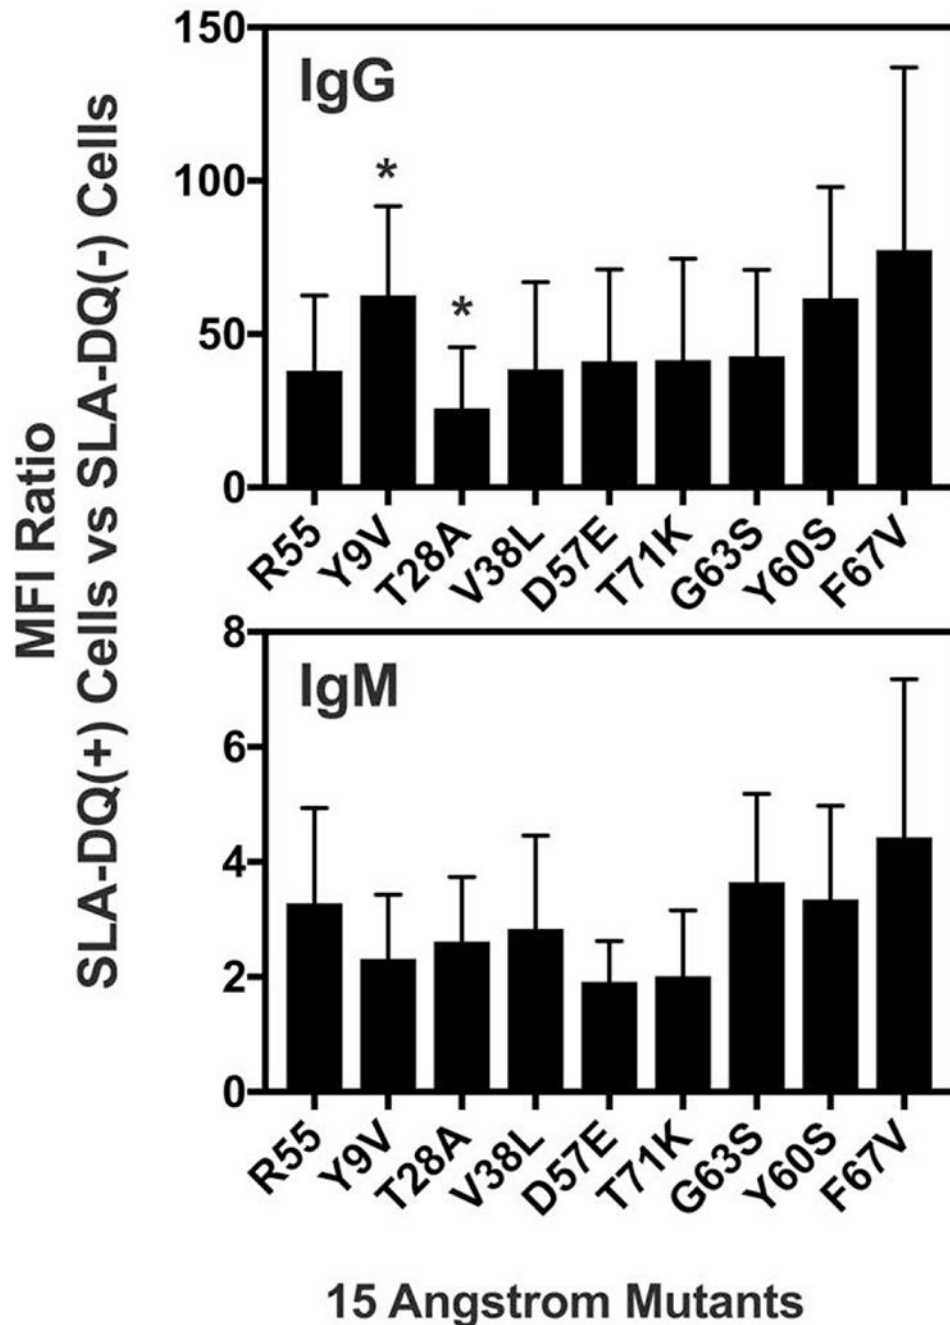 MFI Ratio
SLA-DQ(+) Cells vs SLA-DQ(-) Cells
150
100
50
0
IgG
*
*
R55 Y9V T28A V38L D57E T71K G63S Y60S F67V
8
6
4
2
0
IgM
R55 Y9V T28A V38L D57E T71K G63S Y60S F67V
15 Angstrom Mutants